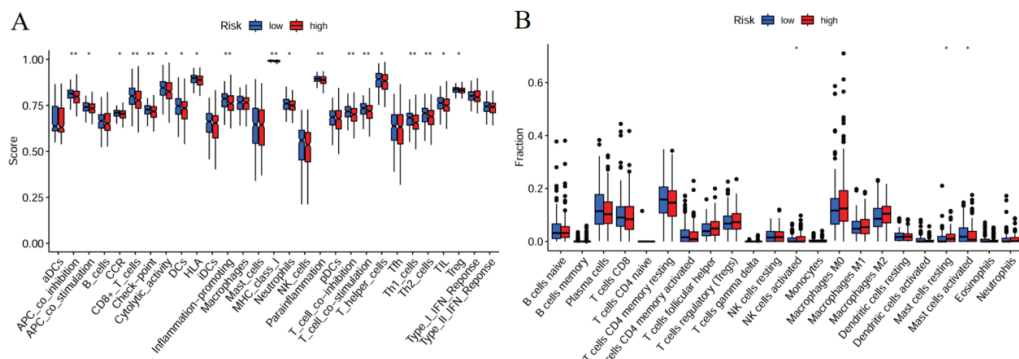 A
Risk low high
* * * * * * * * * * * * * * * * * * * * * * * * * *
1.00
0.75
0.50
0.25
0.00
Score
aDCs
APC_co_inhibition
APC_co_stimulation
B_cells
CCR
CD8+_T_cells
Check-point
Cytolytic_activity
DCs
HLA
iDCs
Inflammation-promoting
Macrophages
Mast_cells
MHC_class_I
Neutrophils
NK_cells
Parainflammation
pDCs
T_cell_co_inhibition
T_cell_co_stimulation
T_helper_cells
Tfh
Th1_cells
Th2_cells
TIL
Treg
Type_I_IFN_Reponse
Type_II_IFN_Reponse
B
Risk low high
* * *
0.6
0.4
0.2
0.0
Fraction
B cells naive
B cells memory
Plasma cells
T cells CD8
T cells CD4 naive
T cells CD4 memory resting
T cells CD4 memory activated
T cells follicular helper
T cells regulatory (Tregs)
T cells gamma delta
NK cells resting
NK cells activated
Monocytes
Macrophages M0
Macrophages M1
Macrophages M2
Dendritic cells resting
Dendritic cells activated
Mast cells resting
Mast cells activated
Eosinophils
Neutrophils